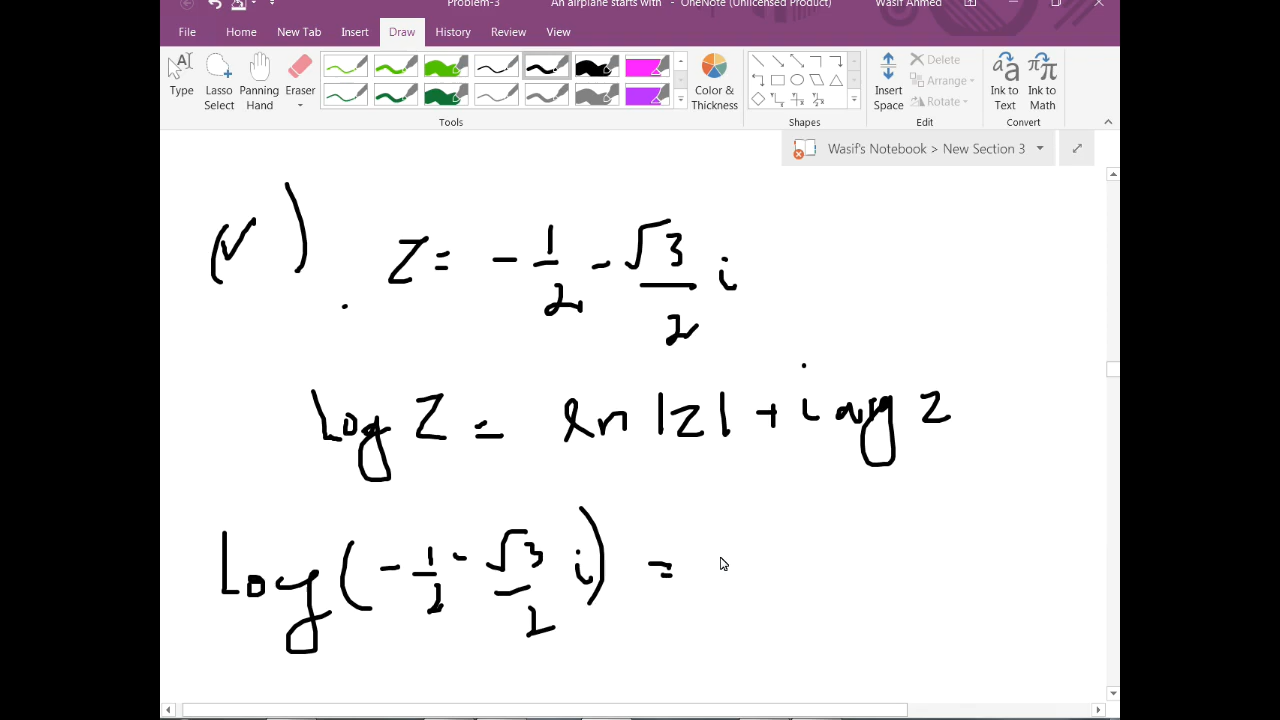 Problem-3 An airplane starts with - OneNote (Unlicensed Product) Wasif Ahmed
File Home New Tab Insert Draw History Review View
Type Lasso Select Panning Hand Eraser Color & Thickness Insert Space Delete Arrange Rotate Ink to Text Ink to Math
Tools Shapes Edit Convert
Wasif's Notebook > New Section 3
(v) Z = - 1/2 - √3/2 i
Log Z = ln |z| + i arg z
Log (- 1/2 - √3/2 i) =